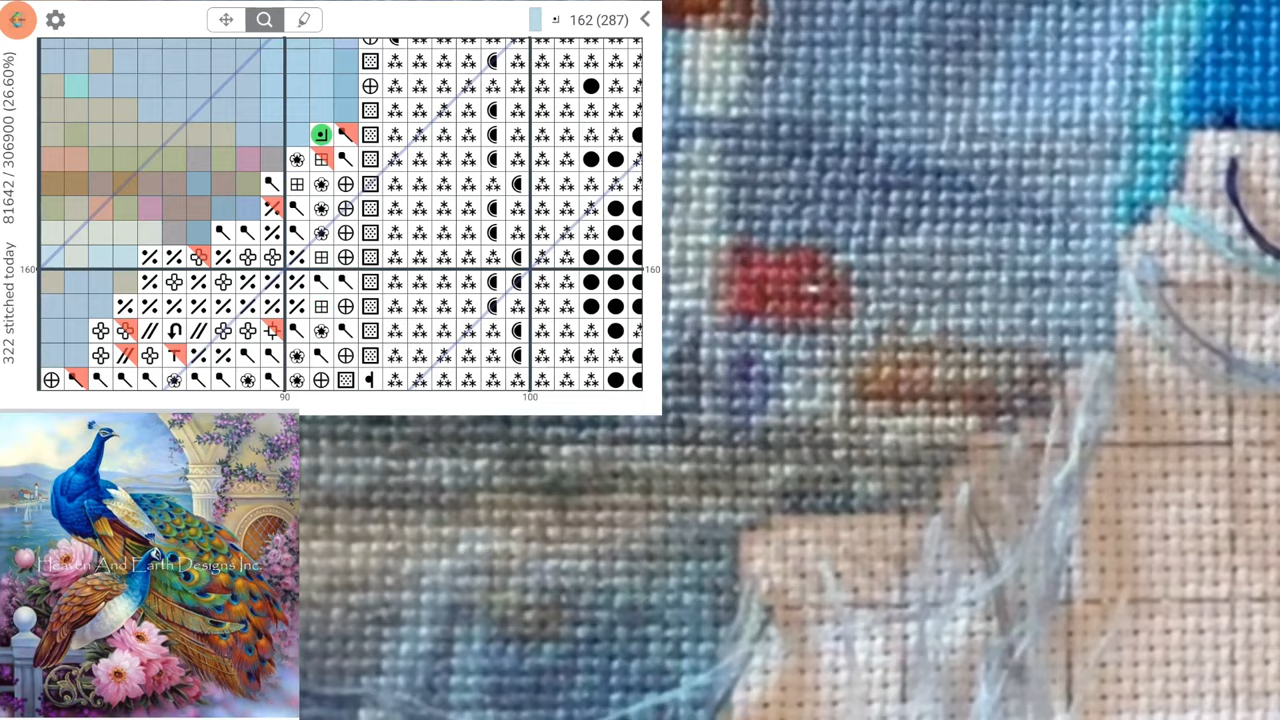 162 (287)
322 stitched today 81642 / 306900 (26.60%)
160
160
90
100
Heaven And Earth Designs Inc.